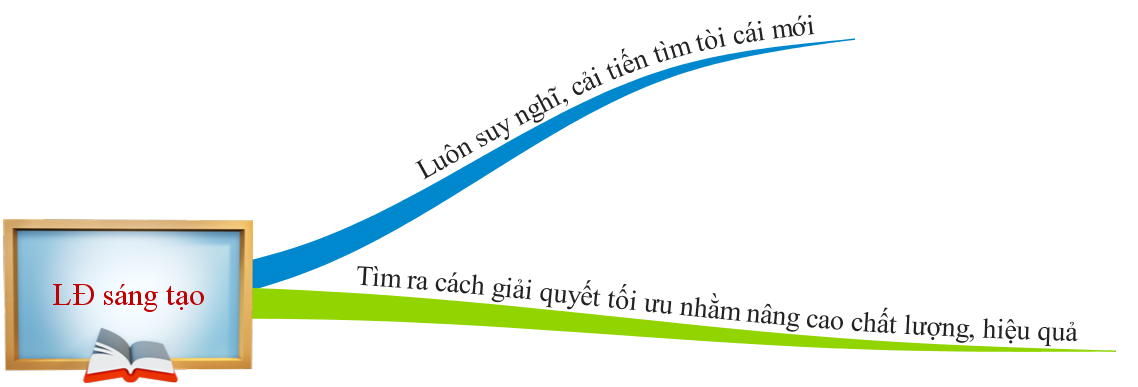 LĐ sáng tạo
Luôn suy nghĩ, cải tiến tìm tòi cái mới
Tìm ra cách giải quyết tối ưu nhằm nâng cao chất lượng, hiệu quả